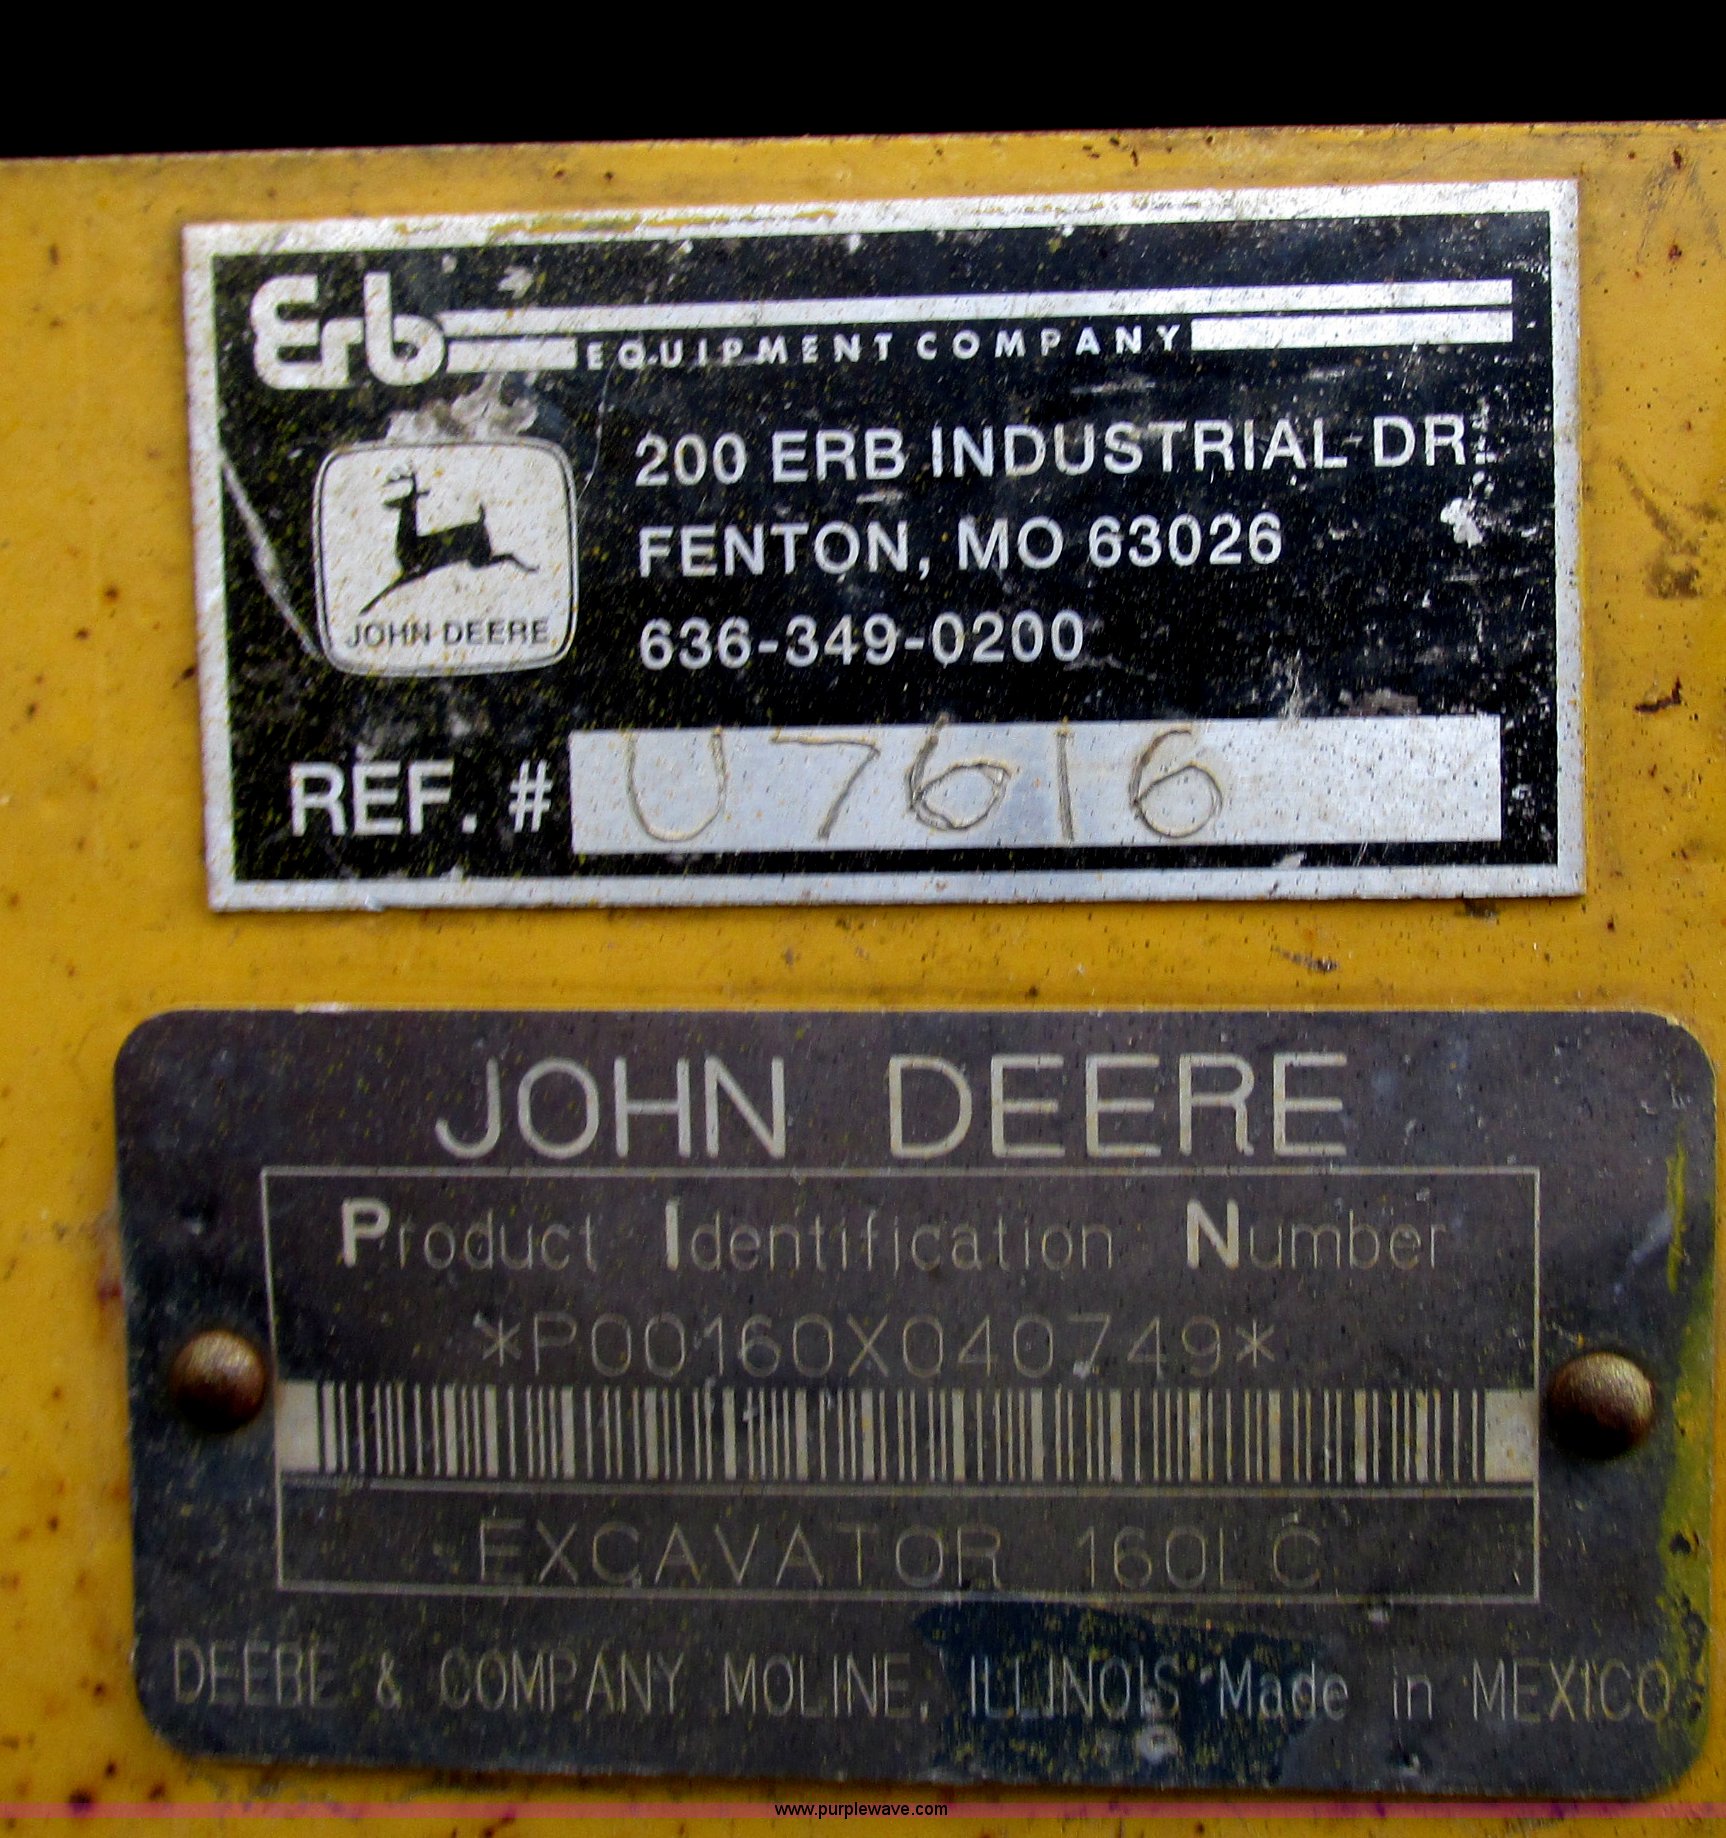 Erb EQUIPMENT COMPANY
200 ERB INDUSTRIAL DR.
FENTON, MO 63026
JOHN DEERE
636-349-0200
REF. # U7616
JOHN DEERE
Product Identification Number
*P00160X040749*
EXCAVATOR 160LC
DEERE & COMPANY MOLINE, ILLINOIS Made in MEXICO
www.purplewave.com